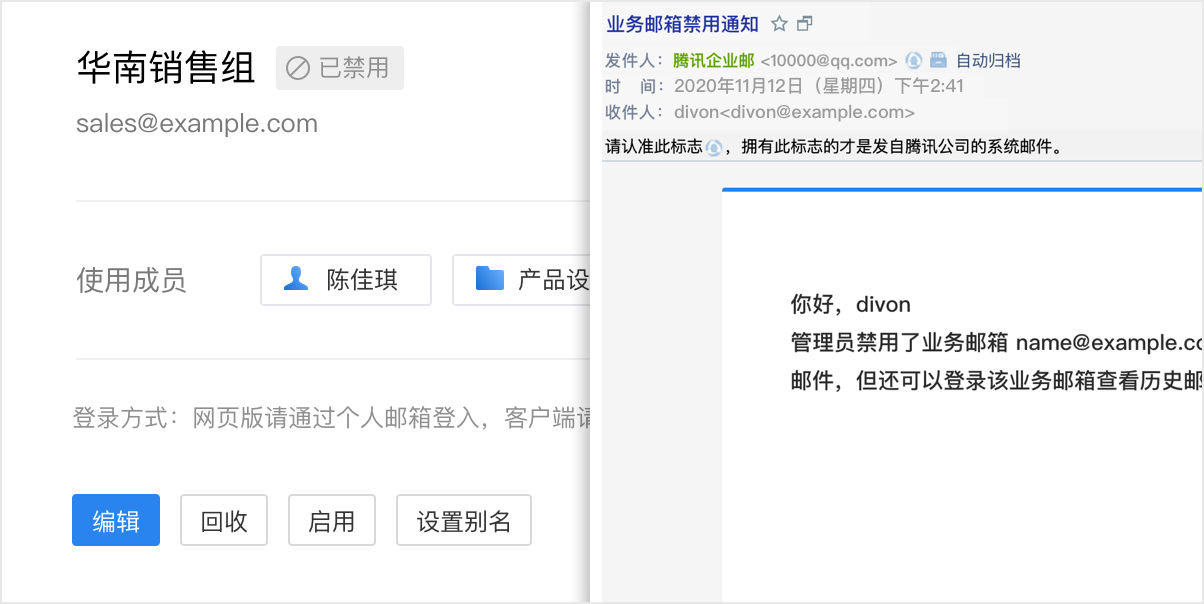 华南销售组 已禁用
sales@example.com
使用成员 陈佳琪 产品设
登录方式：网页版请通过个人邮箱登入，客户端请
编辑 回收 启用 设置别名
业务邮箱禁用通知
发件人：腾讯企业邮 <10000@qq.com> 自动归档
时　间：2020年11月12日（星期四）下午2:41
收件人：divon<divon@example.com>
请认准此标志，拥有此标志的才是发自腾讯公司的系统邮件。
你好，divon
管理员禁用了业务邮箱 name@example.co
邮件，但还可以登录该业务邮箱查看历史邮